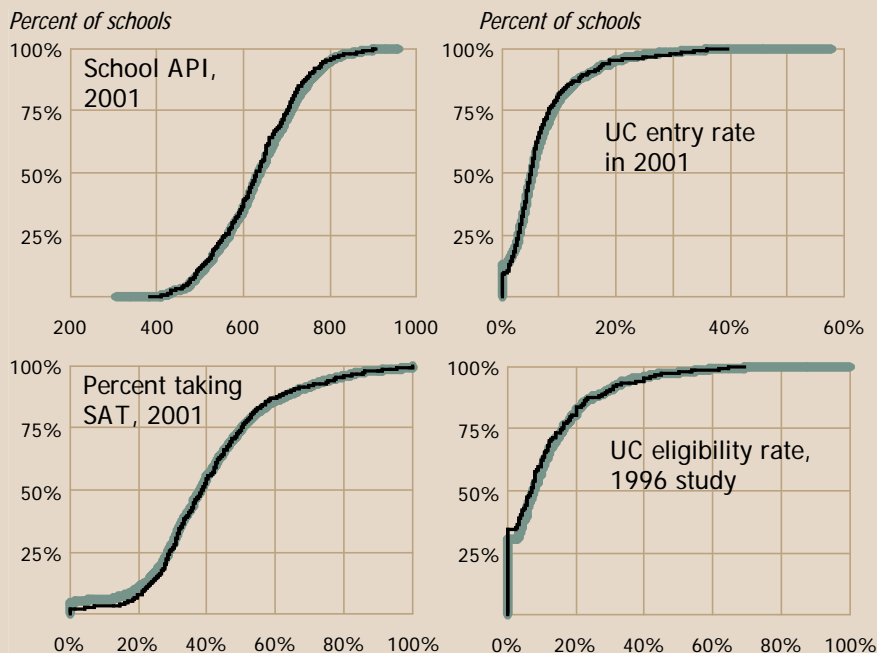 Percent of schools
100%
75%
50%
25%
School API,
2001
200 400 600 800 1000
Percent of schools
100%
75%
50%
25%
UC entry rate
in 2001
0% 20% 40% 60%
100%
75%
50%
25%
Percent taking
SAT, 2001
0% 20% 40% 60% 80% 100%
100%
75%
50%
25%
UC eligibility rate,
1996 study
0% 20% 40% 60% 80% 100%